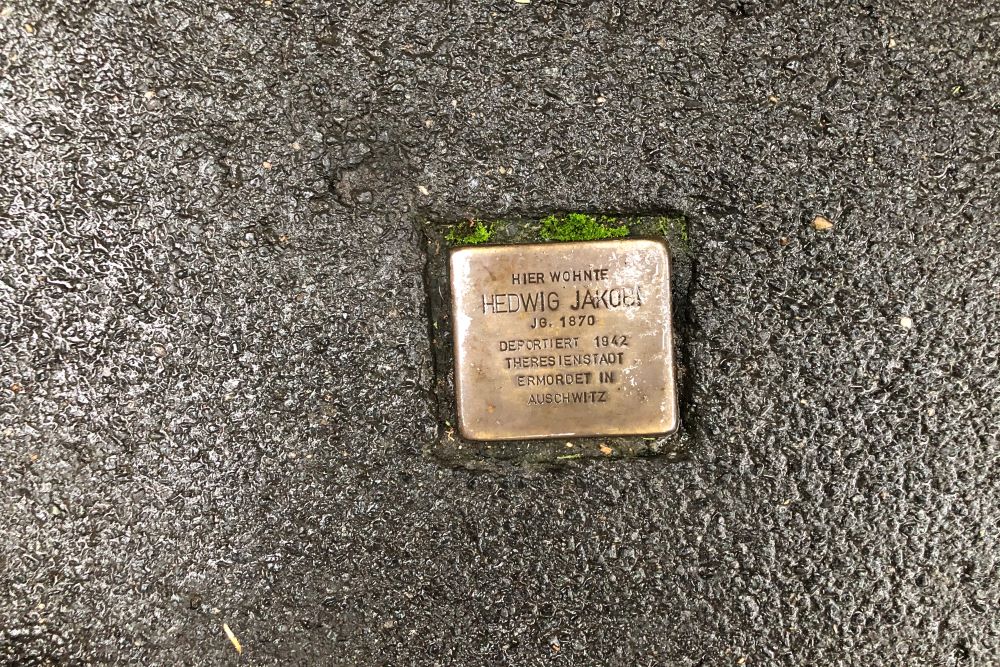 HIER WOHNTE
HEDWIG JAKOBI
JG. 1870
DEPORTIERT 1942
THERESIENSTADT
ERMORDET IN
AUSCHWITZ